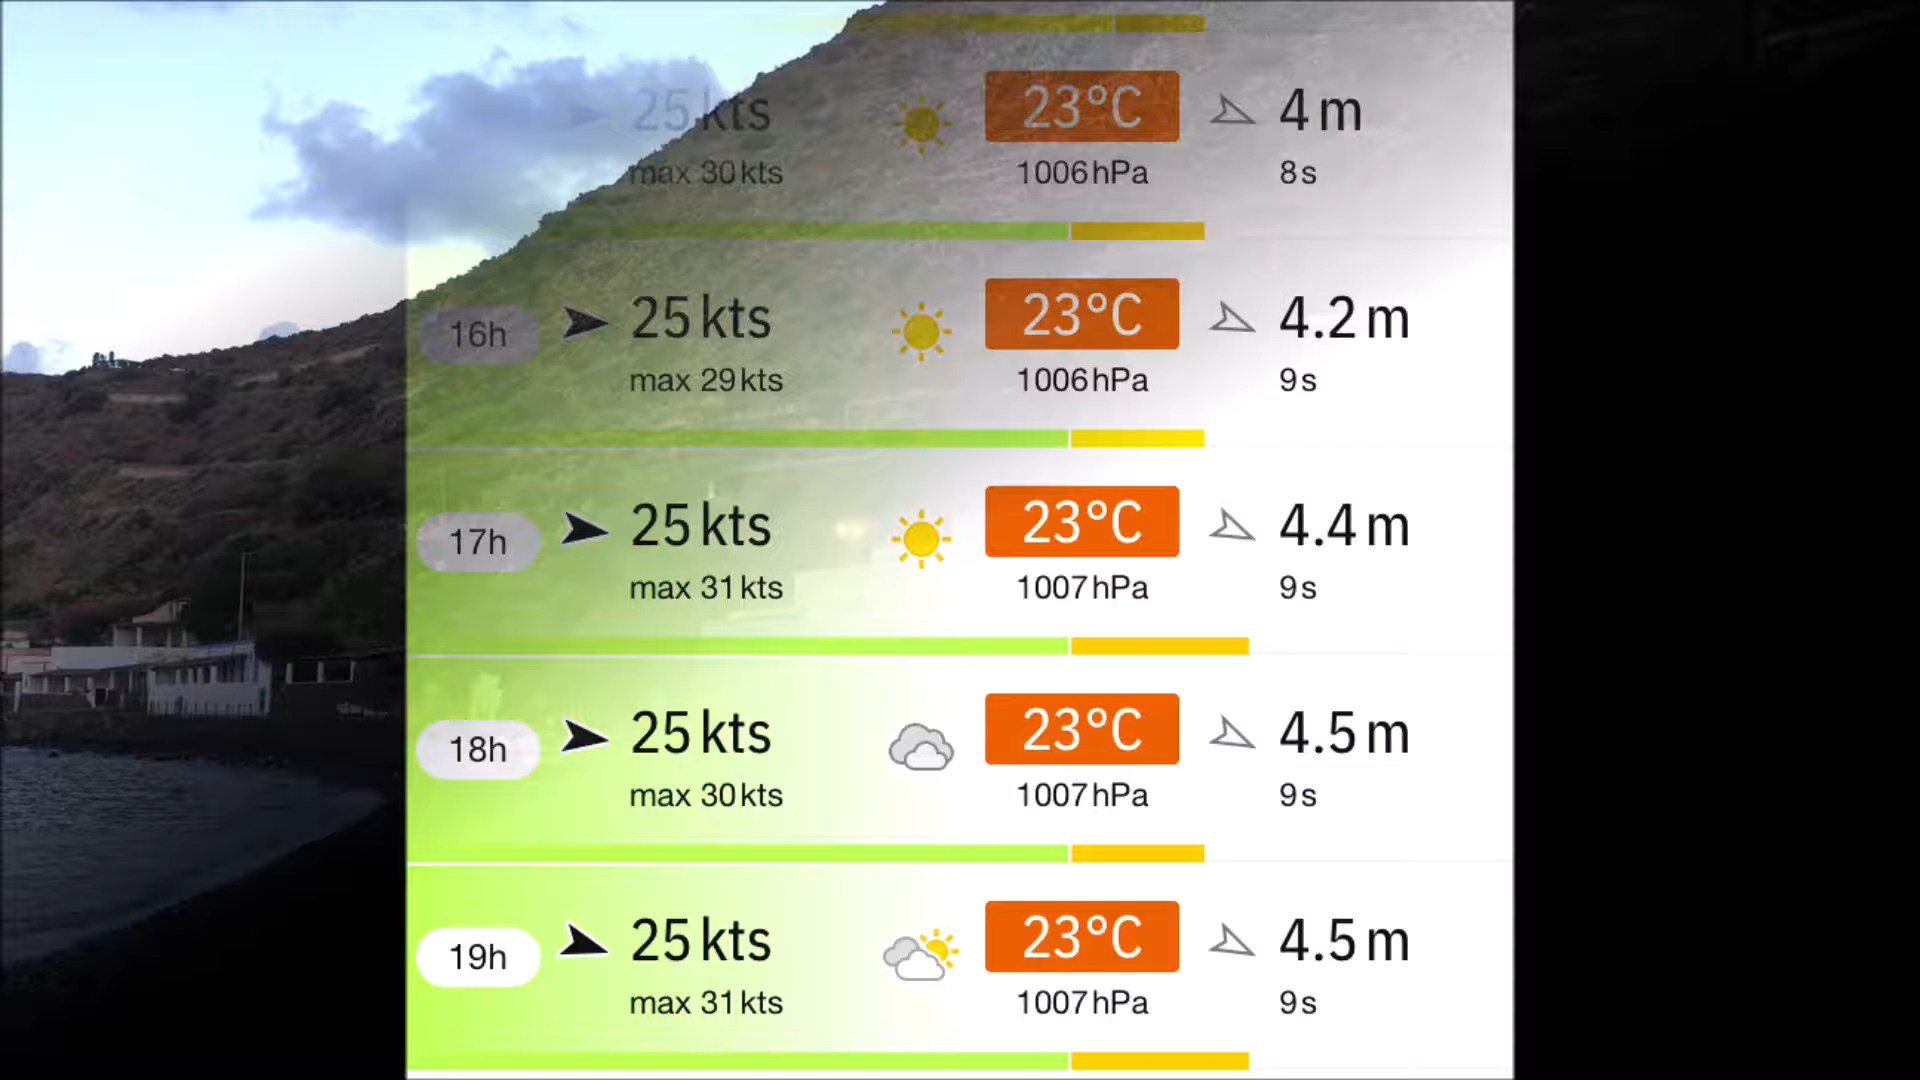 25 kts 23°C 4 m
max 30 kts 1006 hPa 8 s
16h 25 kts 23°C 4.2 m
max 29 kts 1006 hPa 9 s
17h 25 kts 23°C 4.4 m
max 31 kts 1007 hPa 9 s
18h 25 kts 23°C 4.5 m
max 30 kts 1007 hPa 9 s
19h 25 kts 23°C 4.5 m
max 31 kts 1007 hPa 9 s